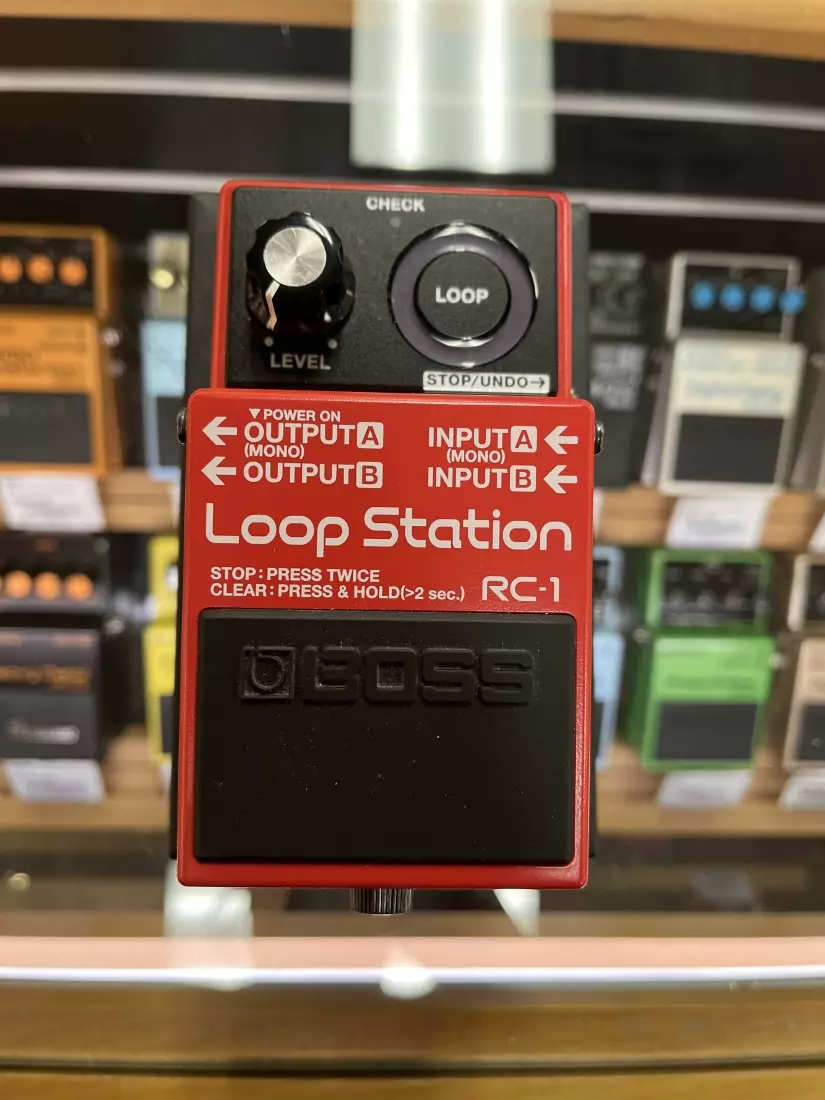 CHECK
LOOP
LEVEL
STOP/UNDO→
▼POWER ON
← OUTPUT A
(MONO)
← OUTPUT B
INPUT A ←
(MONO)
INPUT B ←
Loop Station
STOP : PRESS TWICE
CLEAR : PRESS & HOLD(>2 sec.)
RC-1
BOSS